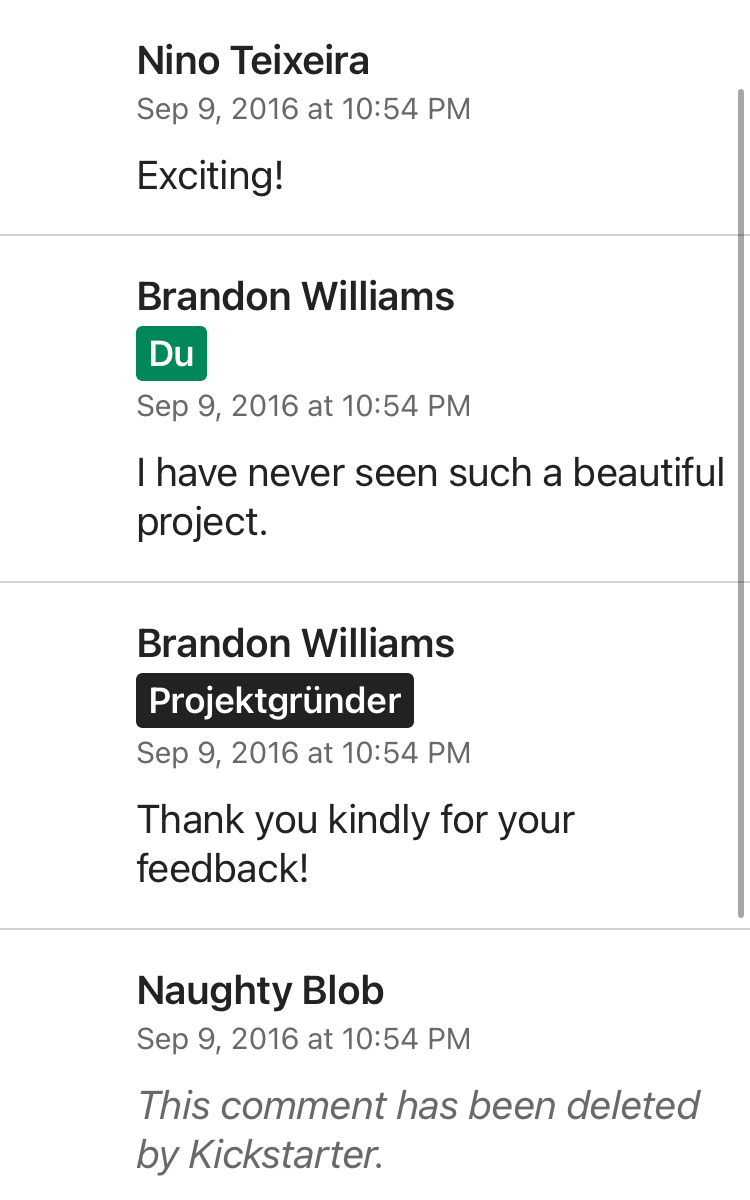 Nino Teixeira
Sep 9, 2016 at 10:54 PM
Exciting!
Brandon Williams
Du
Sep 9, 2016 at 10:54 PM
I have never seen such a beautiful
project.
Brandon Williams
Projektgründer
Sep 9, 2016 at 10:54 PM
Thank you kindly for your
feedback!
Naughty Blob
Sep 9, 2016 at 10:54 PM
This comment has been deleted
by Kickstarter.